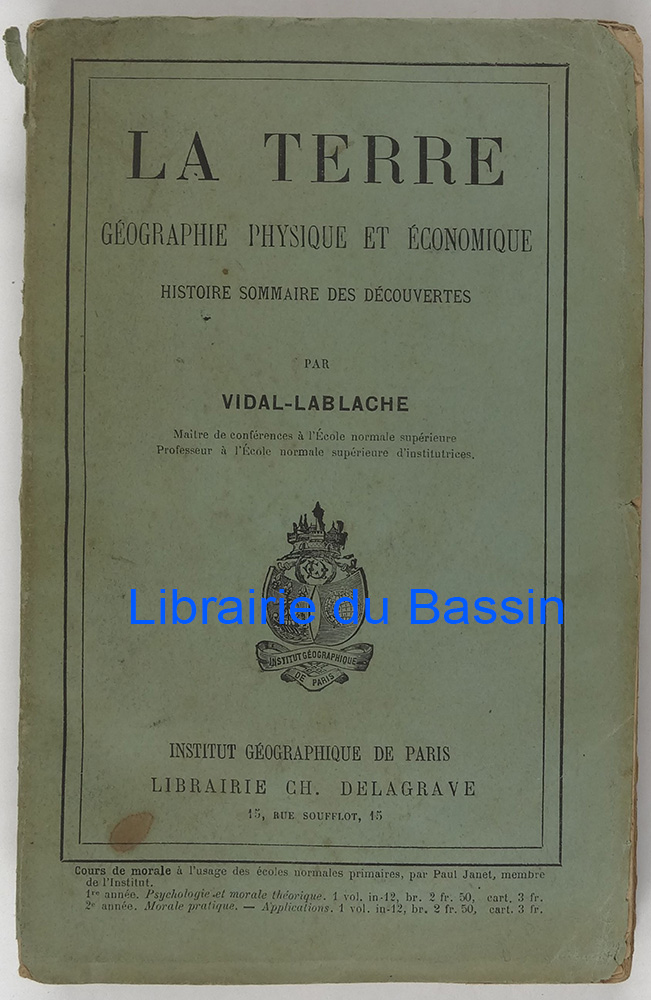 LA TERRE
GÉOGRAPHIE PHYSIQUE ET ÉCONOMIQUE
HISTOIRE SOMMAIRE DES DÉCOUVERTES
PAR
VIDAL-LABLACHE
Maître de conférences à l'École normale supérieure
Professeur à l'École normale supérieure d'institutrices.
Librairie du Bassin
INSTITUT GÉOGRAPHIQUE
DE PARIS
INSTITUT GÉOGRAPHIQUE DE PARIS
LIBRAIRIE CH. DELAGRAVE
15, RUE SOUFFLOT, 15
Cours de morale à l'usage des écoles normales primaires, par Paul Janet, membre
de l'Institut.
1re année. Psychologie et morale théorique. 1 vol. in-12, br. 2 fr. 50, cart. 3 fr.
2e année. Morale pratique. — Applications. 1 vol. in-12, br. 2 fr. 50, cart. 3 fr.